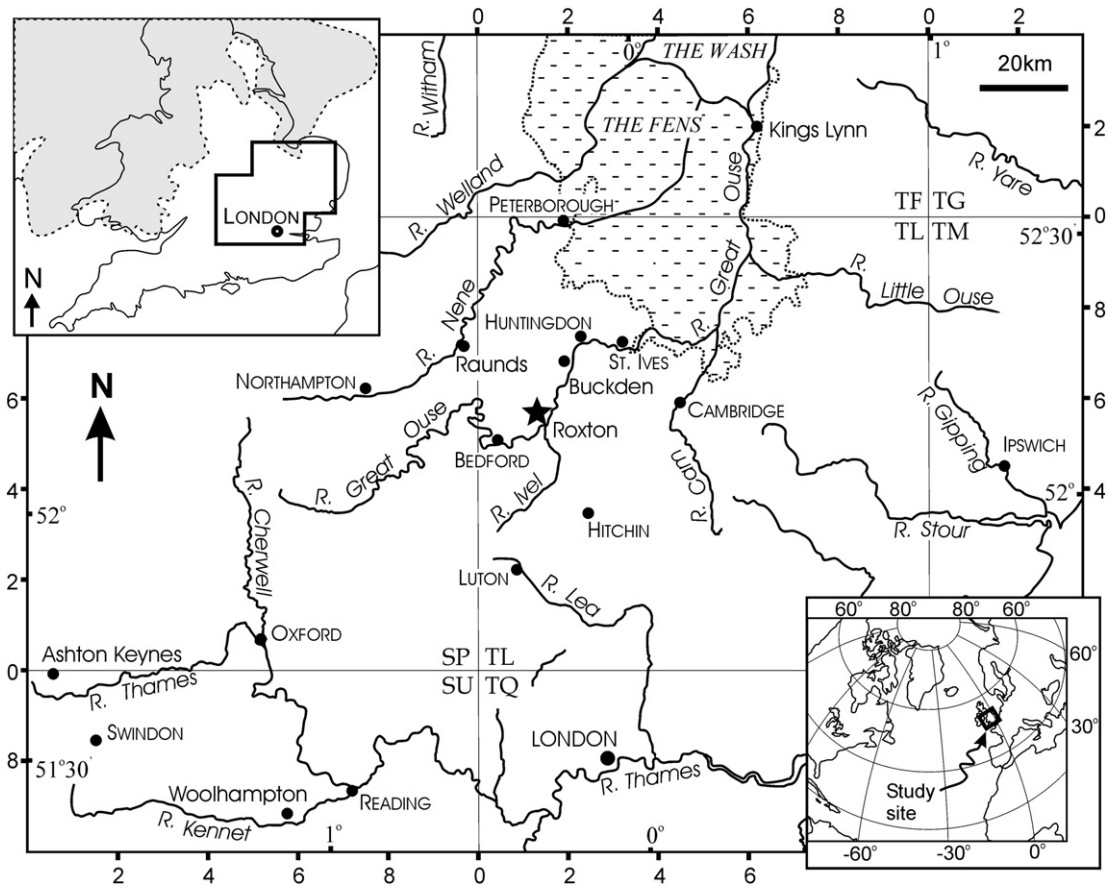 0 2 4 6 8 0 2
0° 1°
THE WASH
20km
R. Witham
THE FENS
Kings Lynn
2
R. Yare
R. Welland
Ouse
LONDON
N
PETERBOROUGH
TF TG
0
TL TM
52°30'
Great
R.
R.
Little Ouse
R. Nene
HUNTINGDON
8
ST. IVES
Raunds
Buckden
NORTHAMPTON
N
6
CAMBRIDGE
6
R. Great Ouse
Roxton
R. Gipping
BEDFORD
IPSWICH
R. Ivel
R. Cam
4
52°
4
52°
R. Cherwell
HITCHIN
R. Stour
2
LUTON
R. Lea
OXFORD
Ashton Keynes
SP TL
0
SU TQ
R. Thames
SWINDON
LONDON
8
51°30'
R. Thames
Woolhampton
READING
R. Kennet
1° 0°
2 4 6 8 0 2 4 6
60° 80° 80° 60°
60°
30°
Study
site
-60° -30° 0°
8 0 2